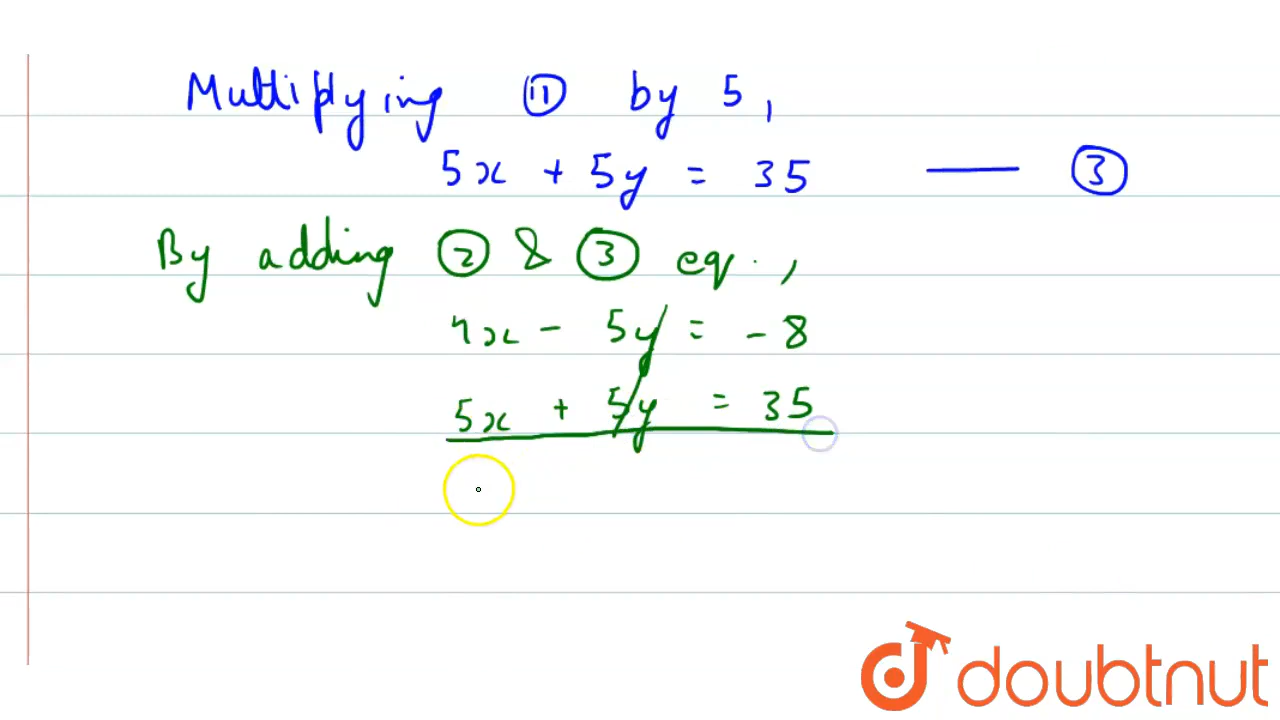 Multiplying ⑪ by 5,
5x + 5y = 35 — ③
By adding ② & ③ eq.,
4x - 5y = -8
5x + 5y = 35
doubtnut